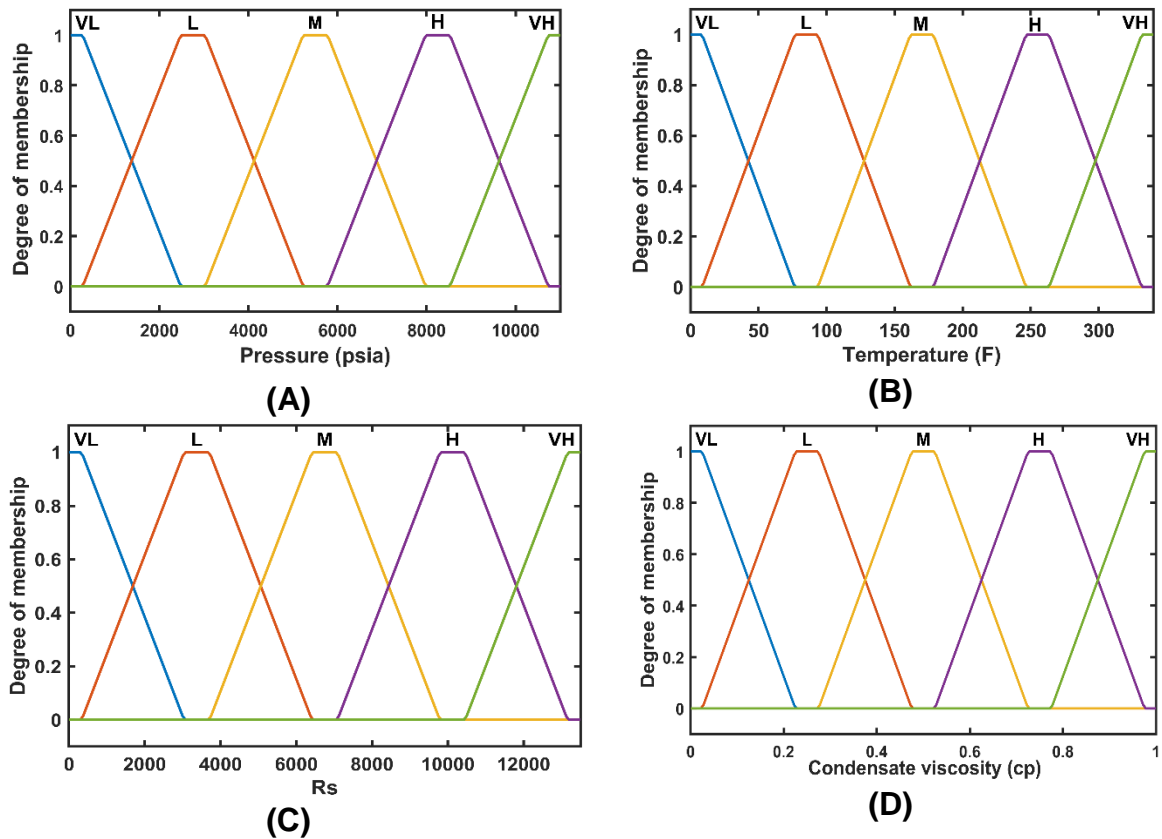 VL L M H VH
1
0.8
0.6
0.4
0.2
0
Degree of membership
0 2000 4000 6000 8000 10000
Pressure (psia)
(A)
VL L M H VH
1
0.8
0.6
0.4
0.2
0
Degree of membership
0 50 100 150 200 250 300
Temperature (F)
(B)
VL L M H VH
1
0.8
0.6
0.4
0.2
0
Degree of membership
0 2000 4000 6000 8000 10000 12000
Rs
(C)
VL L M H VH
1
0.8
0.6
0.4
0.2
0
Degree of membership
0 0.2 0.4 0.6 0.8 1
Condensate viscosity (cp)
(D)